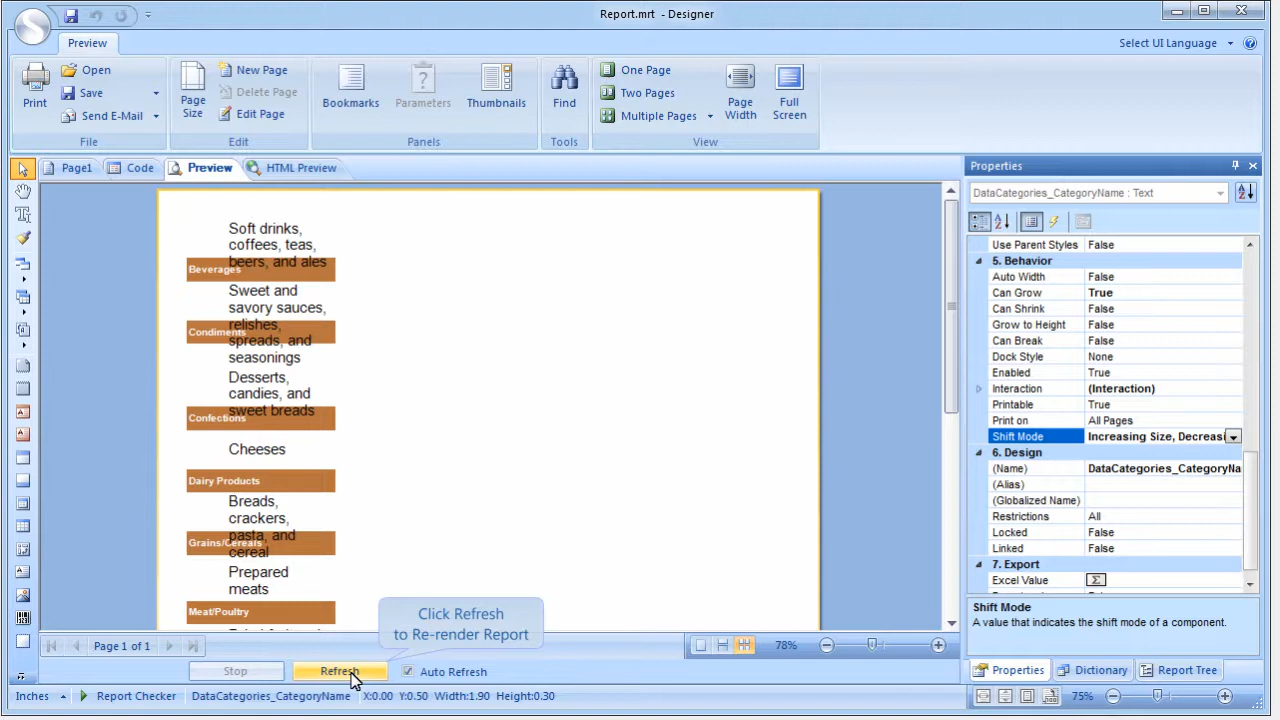 Report.mrt - Designer
Preview
Select UI Language
Print
Open
Save
Send E-Mail
File
Page Size
New Page
Delete Page
Edit Page
Edit
Bookmarks
Parameters
Thumbnails
Panels
Find
Tools
One Page
Two Pages
Multiple Pages
Page Width
Full Screen
View
Page1
Code
Preview
HTML Preview
Soft drinks,
coffees, teas,
beers, and ales
Beverages
Sweet and
savory sauces,
relishes,
spreads, and
seasonings
Condiments
Desserts,
candies, and
sweet breads
Confections
Cheeses
Dairy Products
Breads,
crackers,
pasta, and
cereal
Grains/Cereals
Prepared
meats
Meat/Poultry
Click Refresh
to Re-render Report
Page 1 of 1
78%
Stop
Refresh
Auto Refresh
Properties
DataCategories_CategoryName : Text
Use Parent Styles False
5. Behavior
Auto Width False
Can Grow True
Can Shrink False
Grow to Height False
Can Break False
Dock Style None
Enabled True
Interaction (Interaction)
Printable True
Print on All Pages
Shift Mode Increasing Size, Decreasi
6. Design
(Name) DataCategories_CategoryNa
(Alias)
(Globalized Name)
Restrictions All
Locked False
Linked False
7. Export
Excel Value
Shift Mode
A value that indicates the shift mode of a component.
Properties
Dictionary
Report Tree
Inches
Report Checker
DataCategories_CategoryName
X:0.00 Y:0.50 Width:1.90 Height:0.30
75%